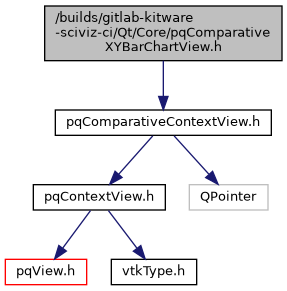 /builds/gitlab-kitware
-sciviz-ci/Qt/Core/pqComparative
XYBarChartView.h
pqComparativeContextView.h
pqContextView.h
QPointer
pqView.h
vtkType.h